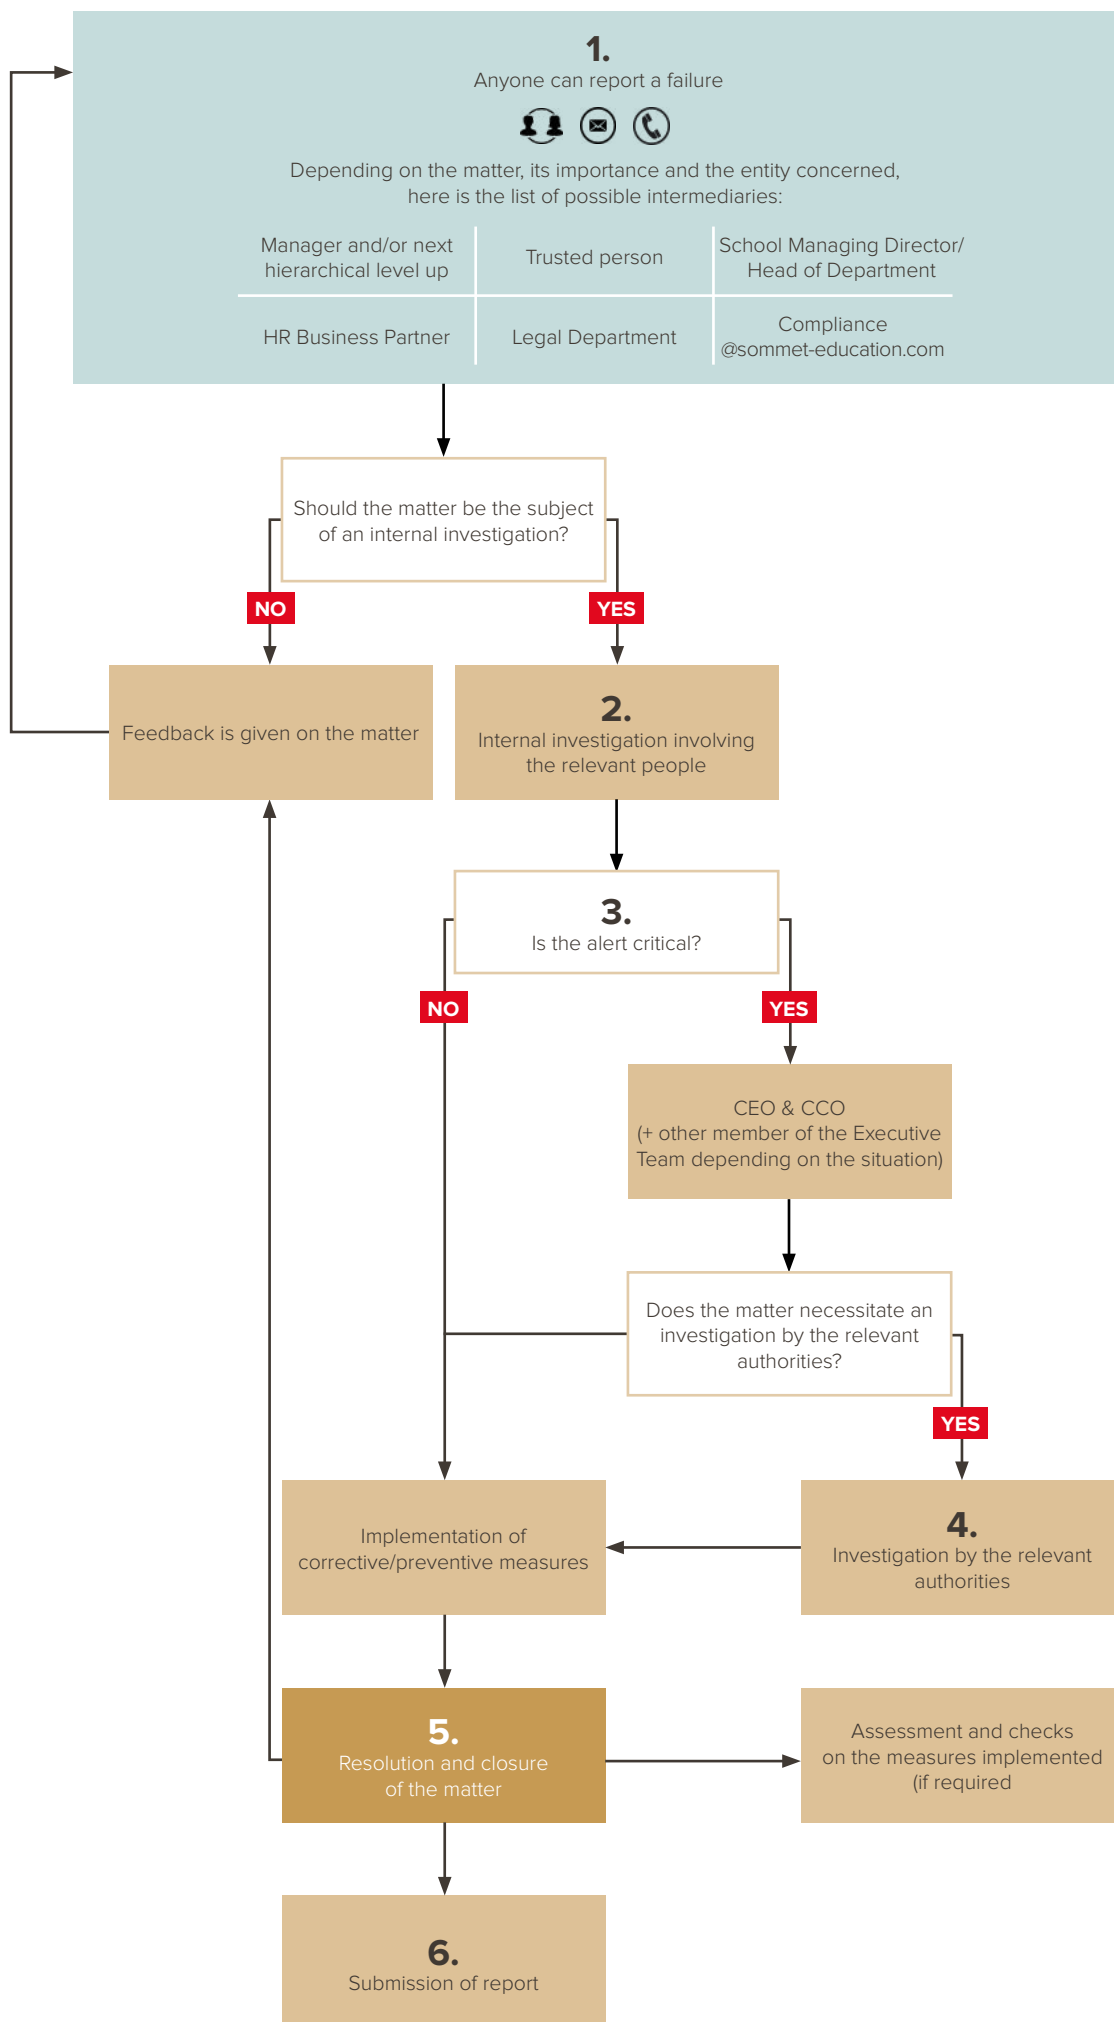 1.
Anyone can report a failure
Depending on the matter, its importance and the entity concerned,
here is the list of possible intermediaries:
Manager and/or next
hierarchical level up
Trusted person
School Managing Director/
Head of Department
HR Business Partner
Legal Department
Compliance
@sommet-education.com
Should the matter be the subject
of an internal investigation?
NO
YES
Feedback is given on the matter
2.
Internal investigation involving
the relevant people
3.
Is the alert critical?
NO
YES
CEO & CCO
(+ other member of the Executive
Team depending on the situation)
Does the matter necessitate an
investigation by the relevant
authorities?
YES
Implementation of
corrective/preventive measures
4.
Investigation by the relevant
authorities
5.
Resolution and closure
of the matter
Assessment and checks
on the measures implemented
(if required
6.
Submission of report